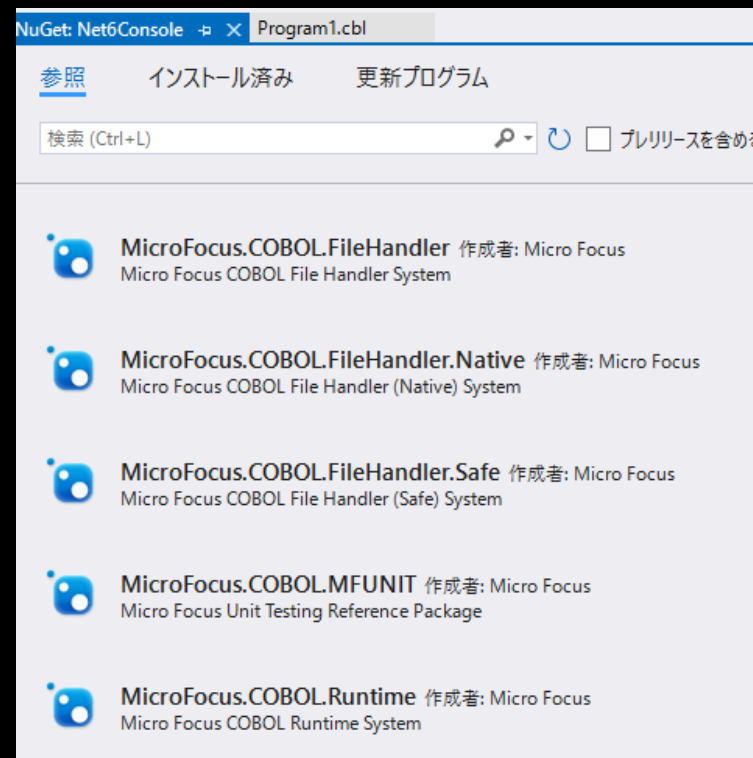 NuGet: Net6Console Program1.cbl
参照 インストール済み 更新プログラム
検索 (Ctrl+L) プレリリースを含め
MicroFocus.COBOL.FileHandler 作成者: Micro Focus
Micro Focus COBOL File Handler System
MicroFocus.COBOL.FileHandler.Native 作成者: Micro Focus
Micro Focus COBOL File Handler (Native) System
MicroFocus.COBOL.FileHandler.Safe 作成者: Micro Focus
Micro Focus COBOL File Handler (Safe) System
MicroFocus.COBOL.MFUNIT 作成者: Micro Focus
Micro Focus Unit Testing Reference Package
MicroFocus.COBOL.Runtime 作成者: Micro Focus
Micro Focus COBOL Runtime System